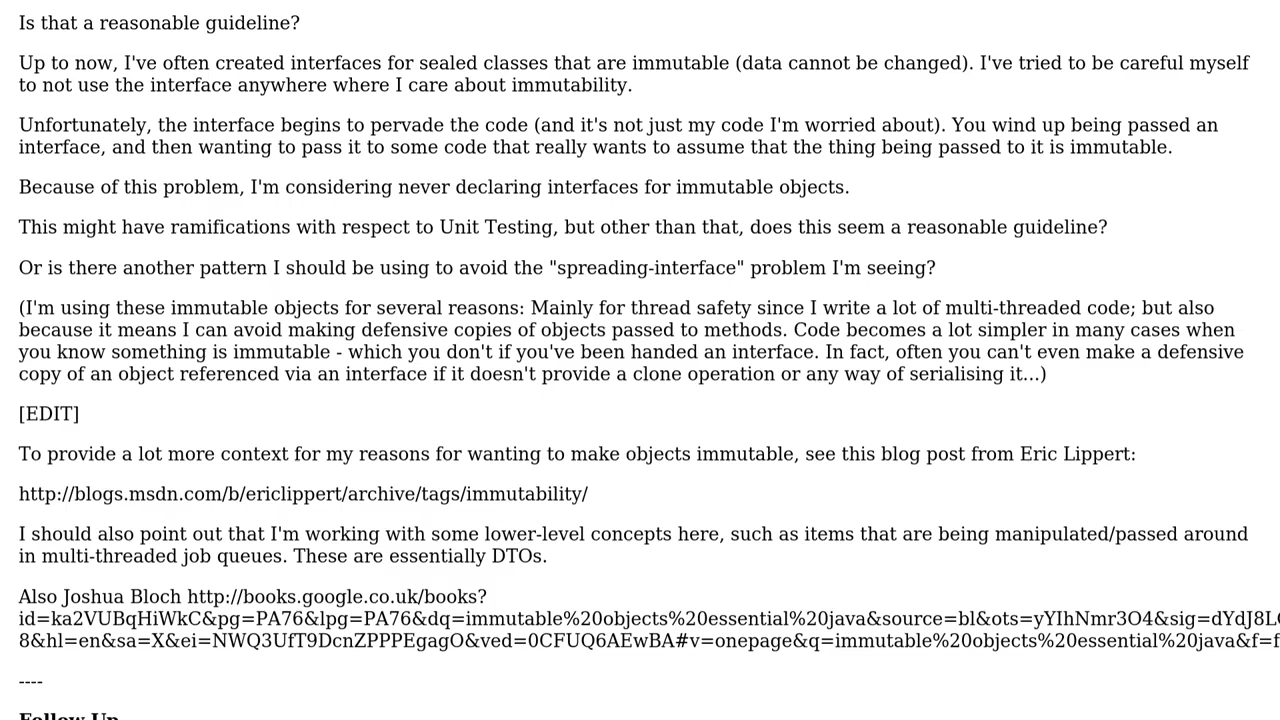 Is that a reasonable guideline?
Up to now, I've often created interfaces for sealed classes that are immutable (data cannot be changed). I've tried to be careful myself
to not use the interface anywhere where I care about immutability.
Unfortunately, the interface begins to pervade the code (and it's not just my code I'm worried about). You wind up being passed an
interface, and then wanting to pass it to some code that really wants to assume that the thing being passed to it is immutable.
Because of this problem, I'm considering never declaring interfaces for immutable objects.
This might have ramifications with respect to Unit Testing, but other than that, does this seem a reasonable guideline?
Or is there another pattern I should be using to avoid the "spreading-interface" problem I'm seeing?
(I'm using these immutable objects for several reasons: Mainly for thread safety since I write a lot of multi-threaded code; but also
because it means I can avoid making defensive copies of objects passed to methods. Code becomes a lot simpler in many cases when
you know something is immutable - which you don't if you've been handed an interface. In fact, often you can't even make a defensive
copy of an object referenced via an interface if it doesn't provide a clone operation or any way of serialising it...)
[EDIT]
To provide a lot more context for my reasons for wanting to make objects immutable, see this blog post from Eric Lippert:
http://blogs.msdn.com/b/ericlippert/archive/tags/immutability/
I should also point out that I'm working with some lower-level concepts here, such as items that are being manipulated/passed around
in multi-threaded job queues. These are essentially DTOs.
Also Joshua Bloch http://books.google.co.uk/books?
id=ka2VUBqHiWkC&pg=PA76&lpg=PA76&dq=immutable%20objects%20essential%20java&source=bl&ots=yYIhNmr3O4&sig=dYdJ8L
8&hl=en&sa=X&ei=NWQ3UfT9DcnZPPPEgagO&ved=0CFUQ6AEwBA#v=onepage&q=immutable%20objects%20essential%20java&f=f
----
Follow Up